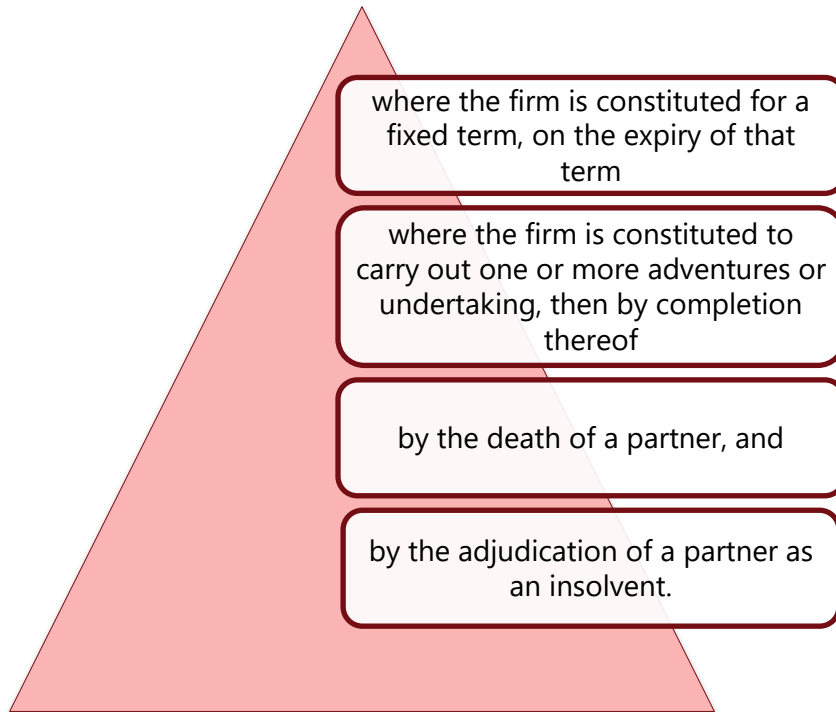 where the firm is constituted for a
fixed term, on the expiry of that
term
where the firm is constituted to
carry out one or more adventures or
undertaking, then by completion
thereof
by the death of a partner, and
by the adjudication of a partner as
an insolvent.